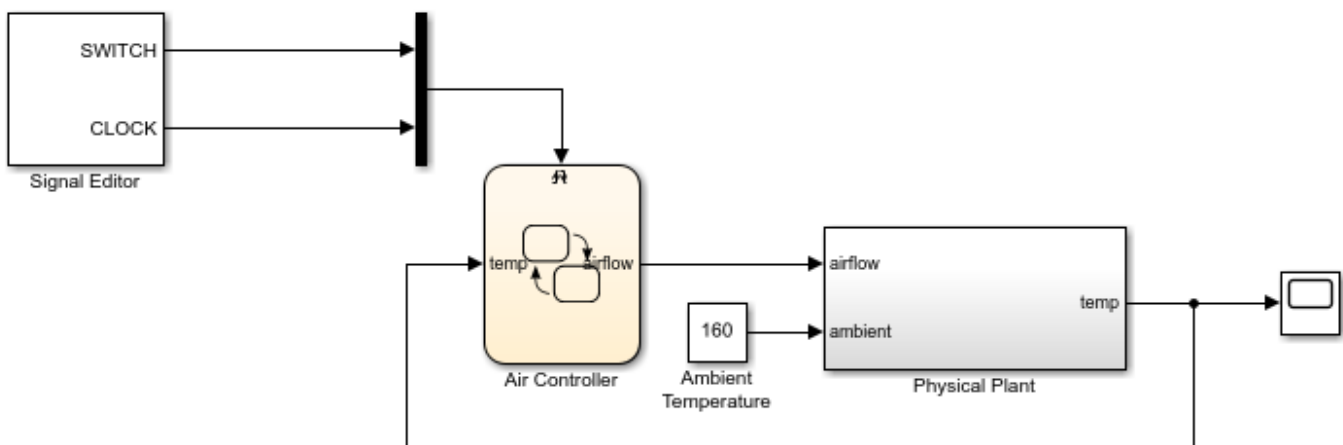 SWITCH
CLOCK
Signal Editor
temp
airflow
Air Controller
160
Ambient
Temperature
airflow
ambient
temp
Physical Plant